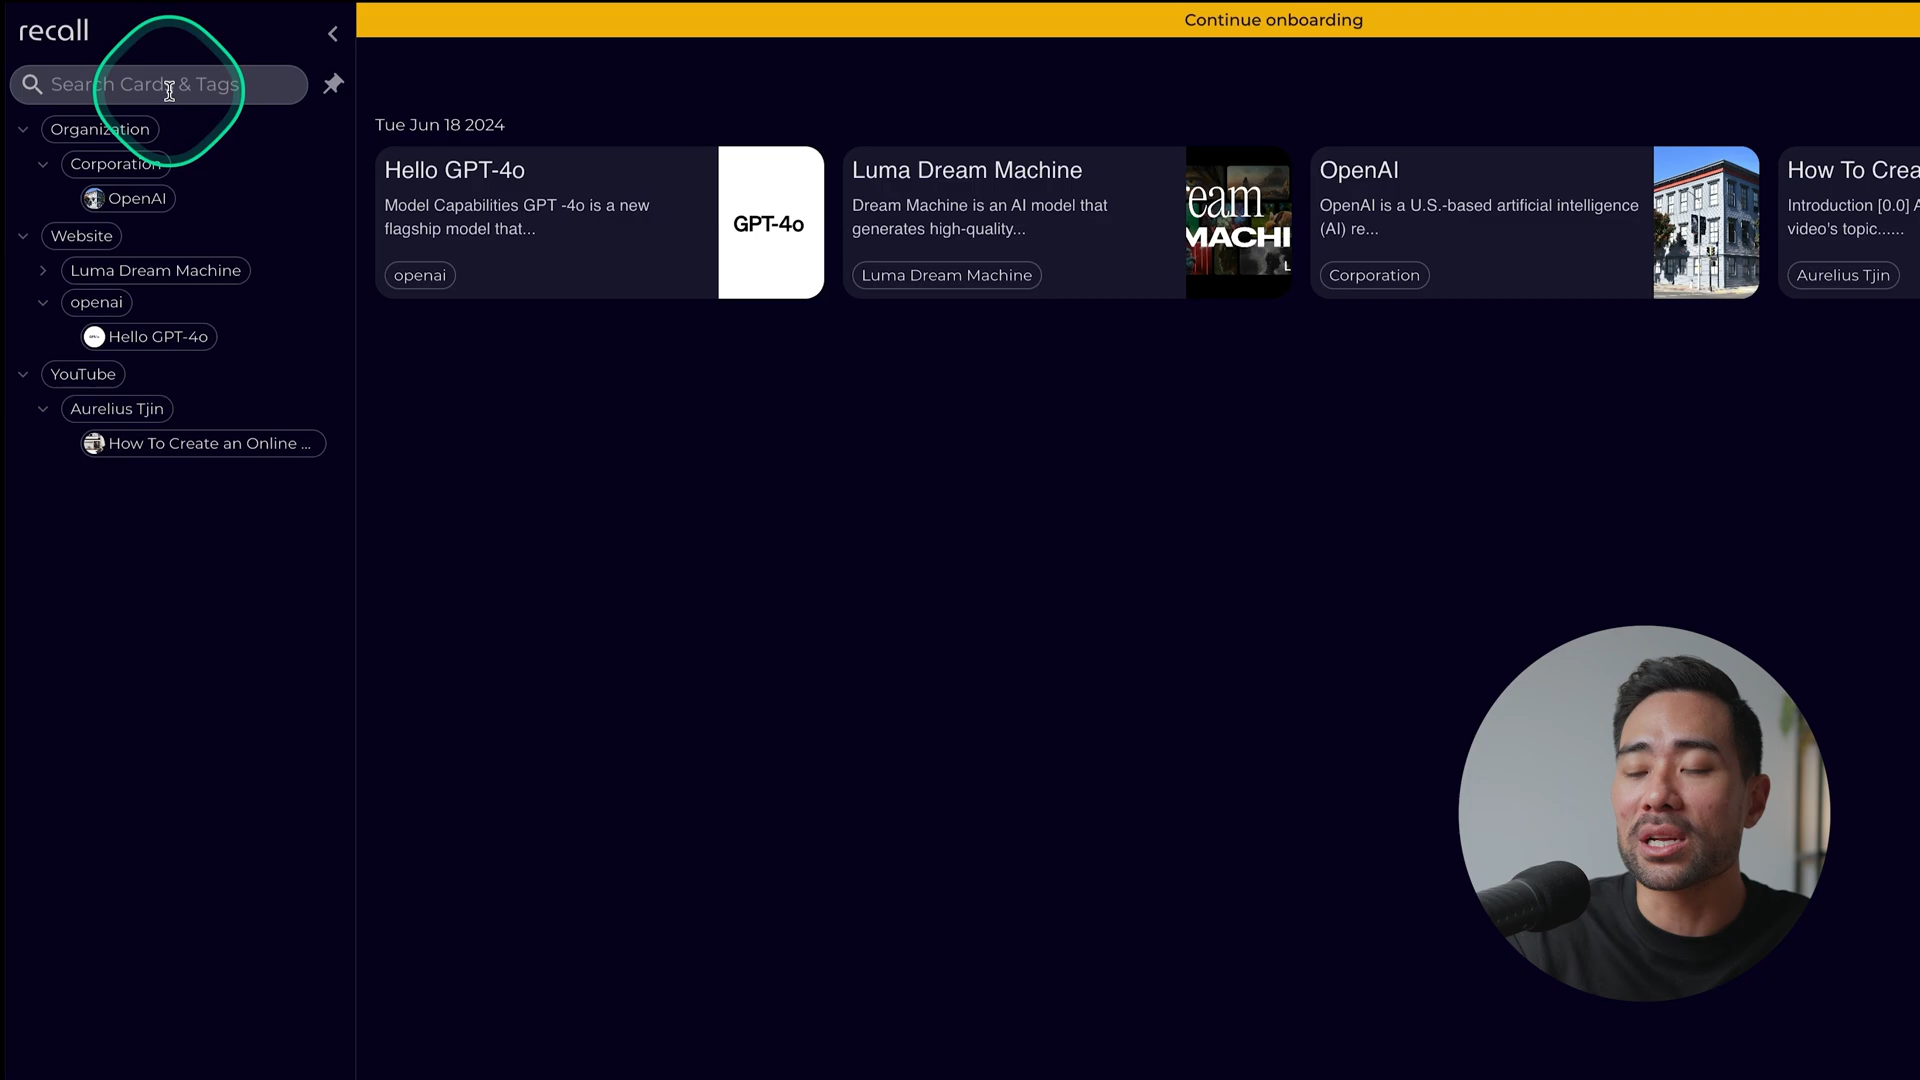 recall
Search Cards & Tags
Organization
Corporation
OpenAI
Website
Luma Dream Machine
openai
Hello GPT-4o
YouTube
Aurelius Tjin
How To Create an Online ...
Continue onboarding
Tue Jun 18 2024
Hello GPT-4o
Model Capabilities GPT -4o is a new
flagship model that...
openai
GPT-4o
Luma Dream Machine
Dream Machine is an AI model that
generates high-quality...
Luma Dream Machine
ream
MACHI
L
OpenAI
OpenAI is a U.S.-based artificial intelligence
(AI) re...
Corporation
How To Crea
Introduction [0.0] A
video's topic......
Aurelius Tjin